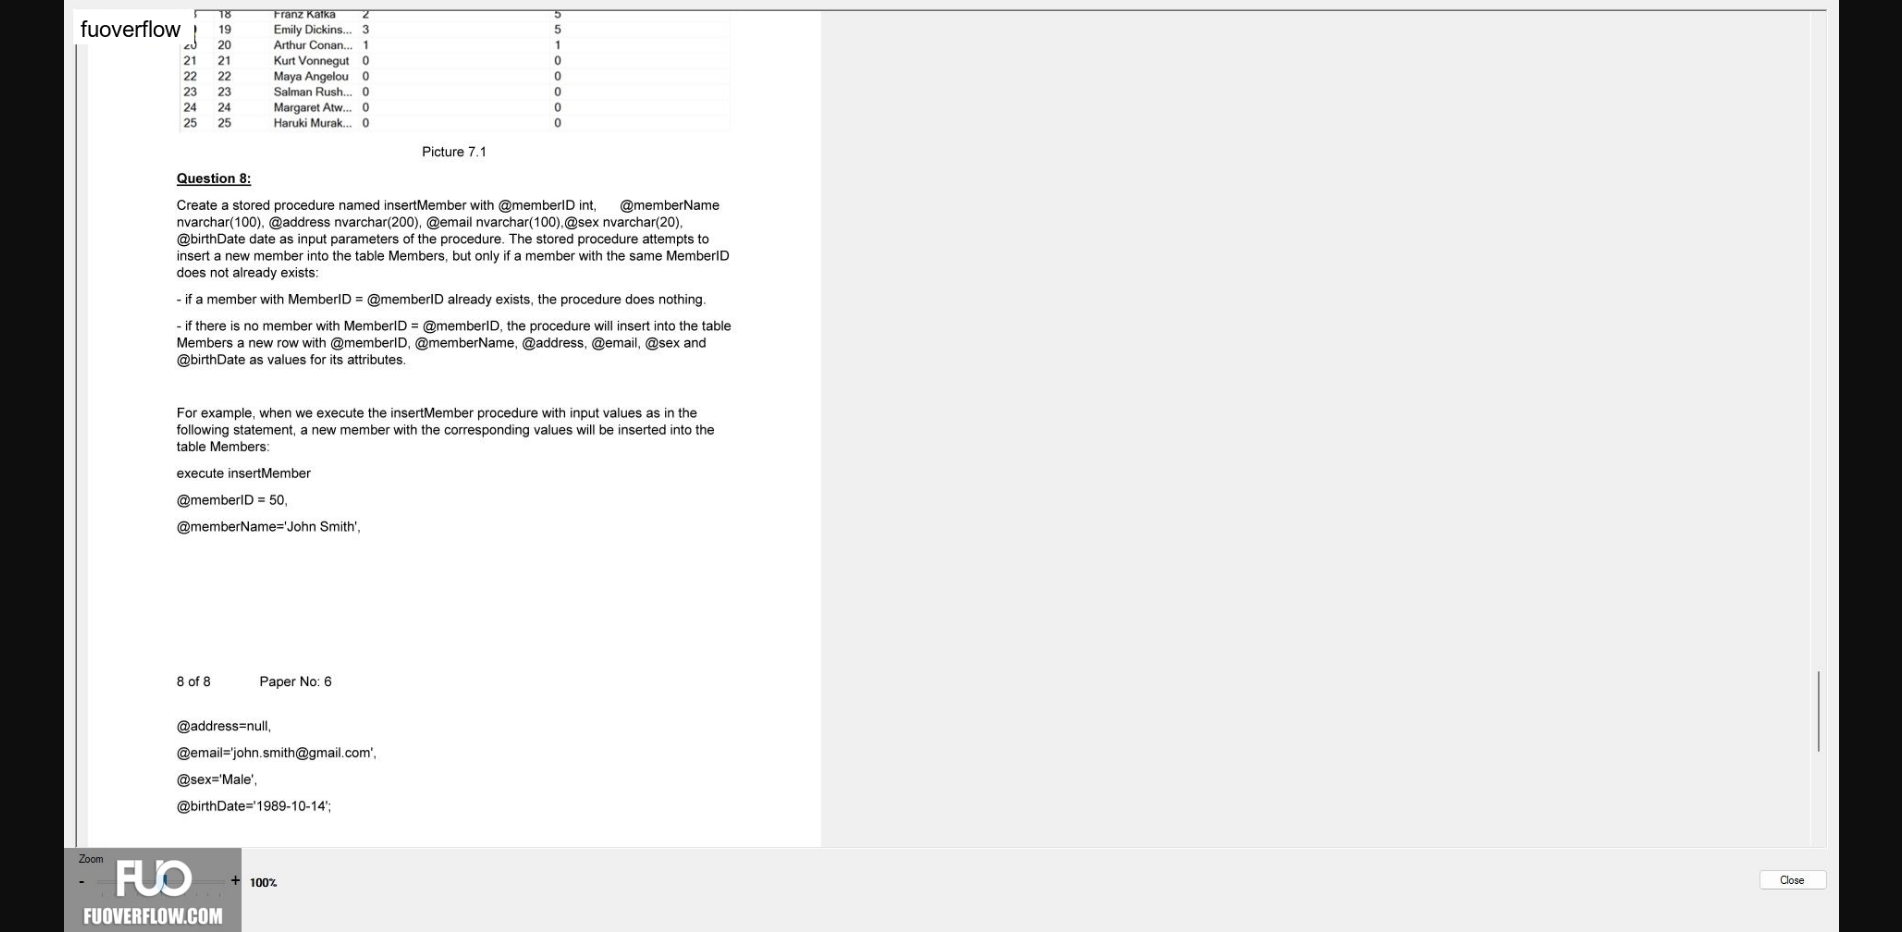 fuoverflow
18 Franz Kafka 2 5
19 Emily Dickins... 3 5
20 20 Arthur Conan... 1 1
21 21 Kurt Vonnegut 0 0
22 22 Maya Angelou 0 0
23 23 Salman Rush... 0 0
24 24 Margaret Atw... 0 0
25 25 Haruki Murak... 0 0
Picture 7.1
Question 8:
Create a stored procedure named insertMember with @memberID int, @memberName
nvarchar(100), @address nvarchar(200), @email nvarchar(100),@sex nvarchar(20),
@birthDate date as input parameters of the procedure. The stored procedure attempts to
insert a new member into the table Members, but only if a member with the same MemberID
does not already exists:
- if a member with MemberID = @memberID already exists, the procedure does nothing.
- if there is no member with MemberID = @memberID, the procedure will insert into the table
Members a new row with @memberID, @memberName, @address, @email, @sex and
@birthDate as values for its attributes.
For example, when we execute the insertMember procedure with input values as in the
following statement, a new member with the corresponding values will be inserted into the
table Members:
execute insertMember
@memberID = 50,
@memberName='John Smith',
8 of 8 Paper No: 6
@address=null,
@email='john.smith@gmail.com',
@sex='Male',
@birthDate='1989-10-14';
Zoom
- + 100%
Close
FUO
FUOVERFLOW.COM